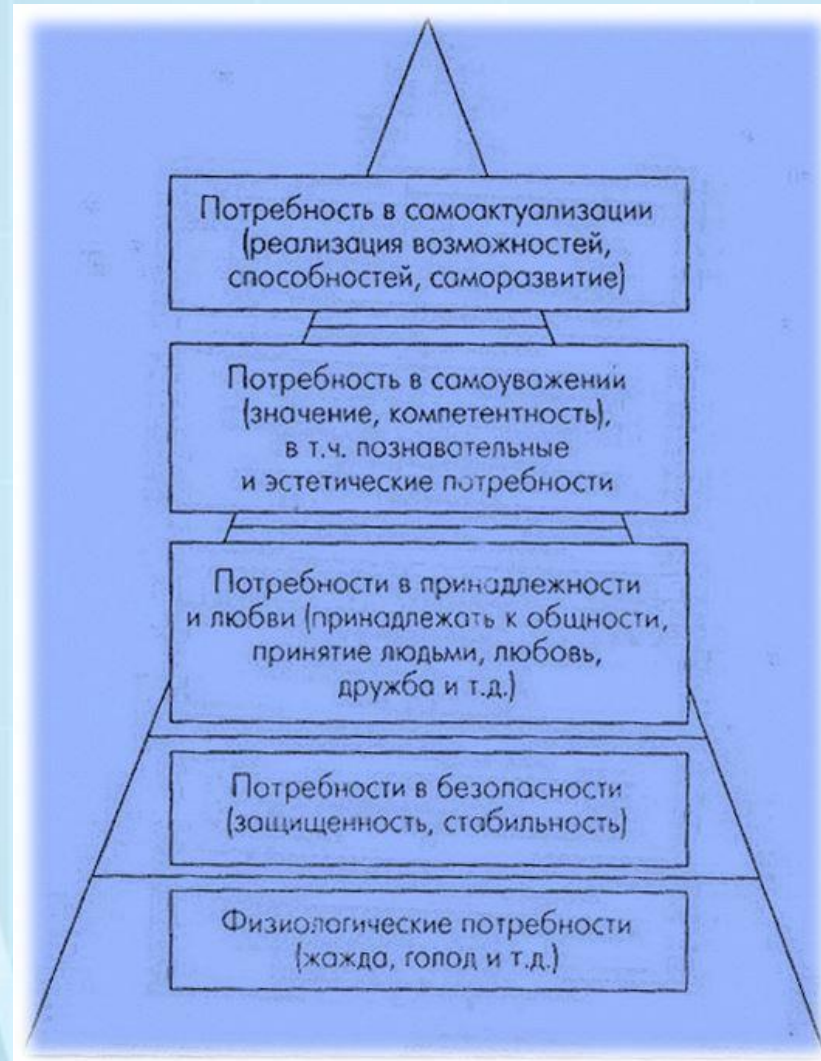 Потребность в самоактуализации
(реализация возможностей,
способностей, саморазвитие)
Потребность в самоуважении
(значение, компетентность),
в т.ч. познавательные
и эстетические потребности
Потребности в принадлежности
и любви (принадлежать к общности,
принятие людьми, любовь,
дружба и т.д.)
Потребности в безопасности
(защищенность, стабильность)
Физиологические потребности
(жажда, голод и т.д.)